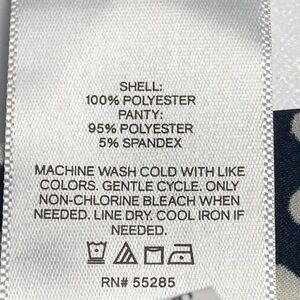 SHELL:
100% POLYESTER
PANTY:
95% POLYESTER
5% SPANDEX
MACHINE WASH COLD WITH LIKE
COLORS. GENTLE CYCLE. ONLY
NON-CHLORINE BLEACH WHEN
NEEDED. LINE DRY. COOL IRON IF
NEEDED.
RN# 55285